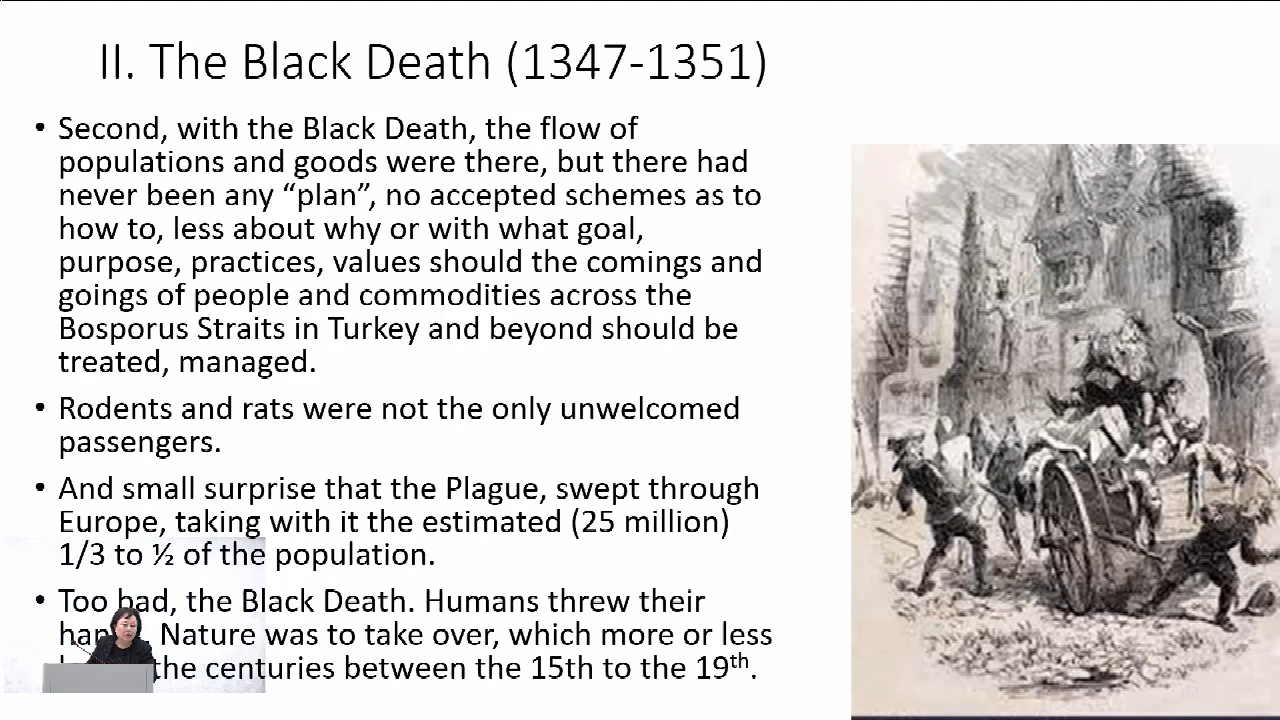 II. The Black Death (1347-1351)
• Second, with the Black Death, the flow of
populations and goods were there, but there had
never been any “plan”, no accepted schemes as to
how to, less about why or with what goal,
purpose, practices, values should the comings and
goings of people and commodities across the
Bosporus Straits in Turkey and beyond should be
treated, managed.
• Rodents and rats were not the only unwelcomed
passengers.
• And small surprise that the Plague, swept through
Europe, taking with it the estimated (25 million)
1/3 to ½ of the population.
• Too bad, the Black Death. Humans threw their
Nature was to take over, which more or less
the centuries between the 15th to the 19th.